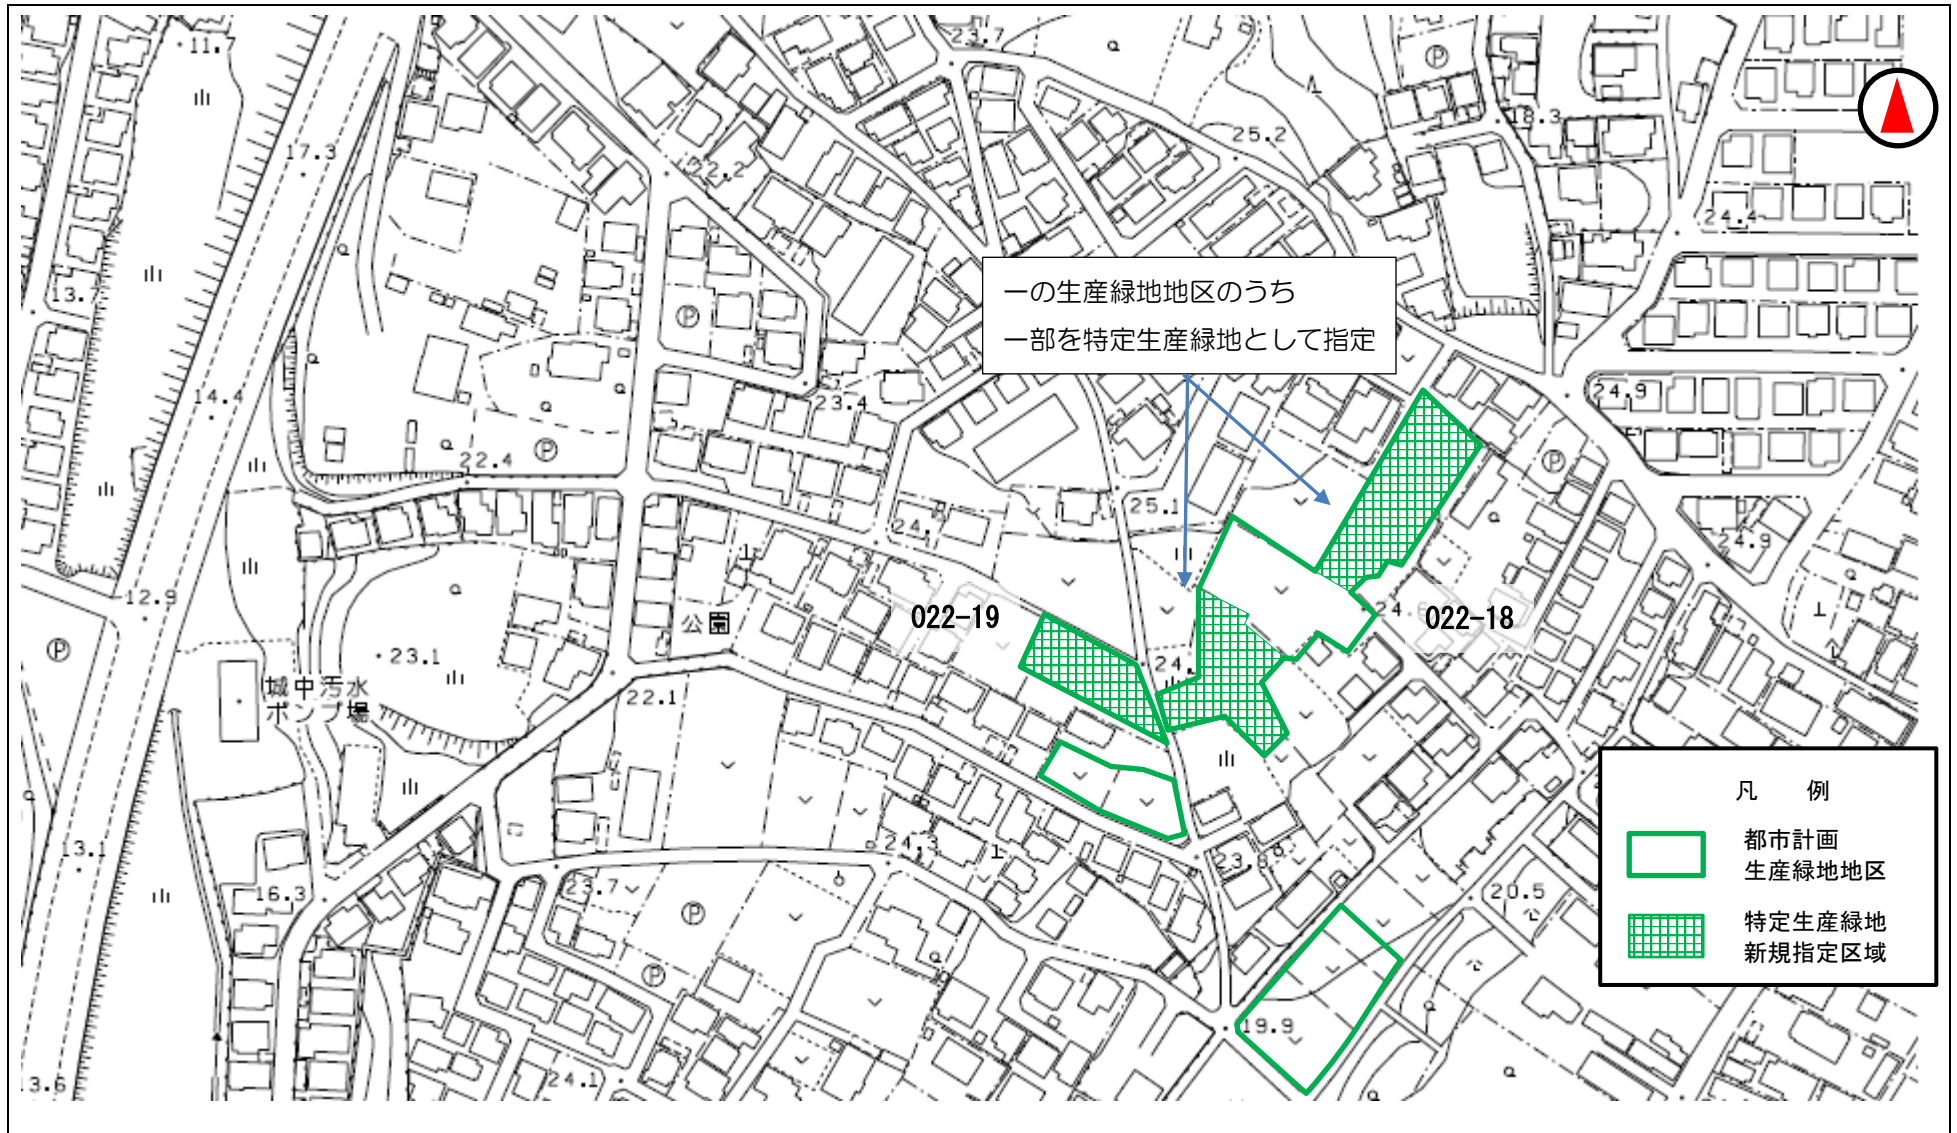 11.7
23.7
17.3
22.2
25.2
18.3
24.4
13.7
一の生産緑地地区のうち
一部を特定生産緑地として指定
14.4
23.4
24.9
22.4
25.1
24.9
12.9
022-19
022-18
公園
23.1
城中汚水
ポンプ場
22.1
凡 例
都市計画
生産緑地地区
特定生産緑地
新規指定区域
13.1
24.3
23.7
16.3
20.5
19.9
24.1
P
P
P
P
P
P
P